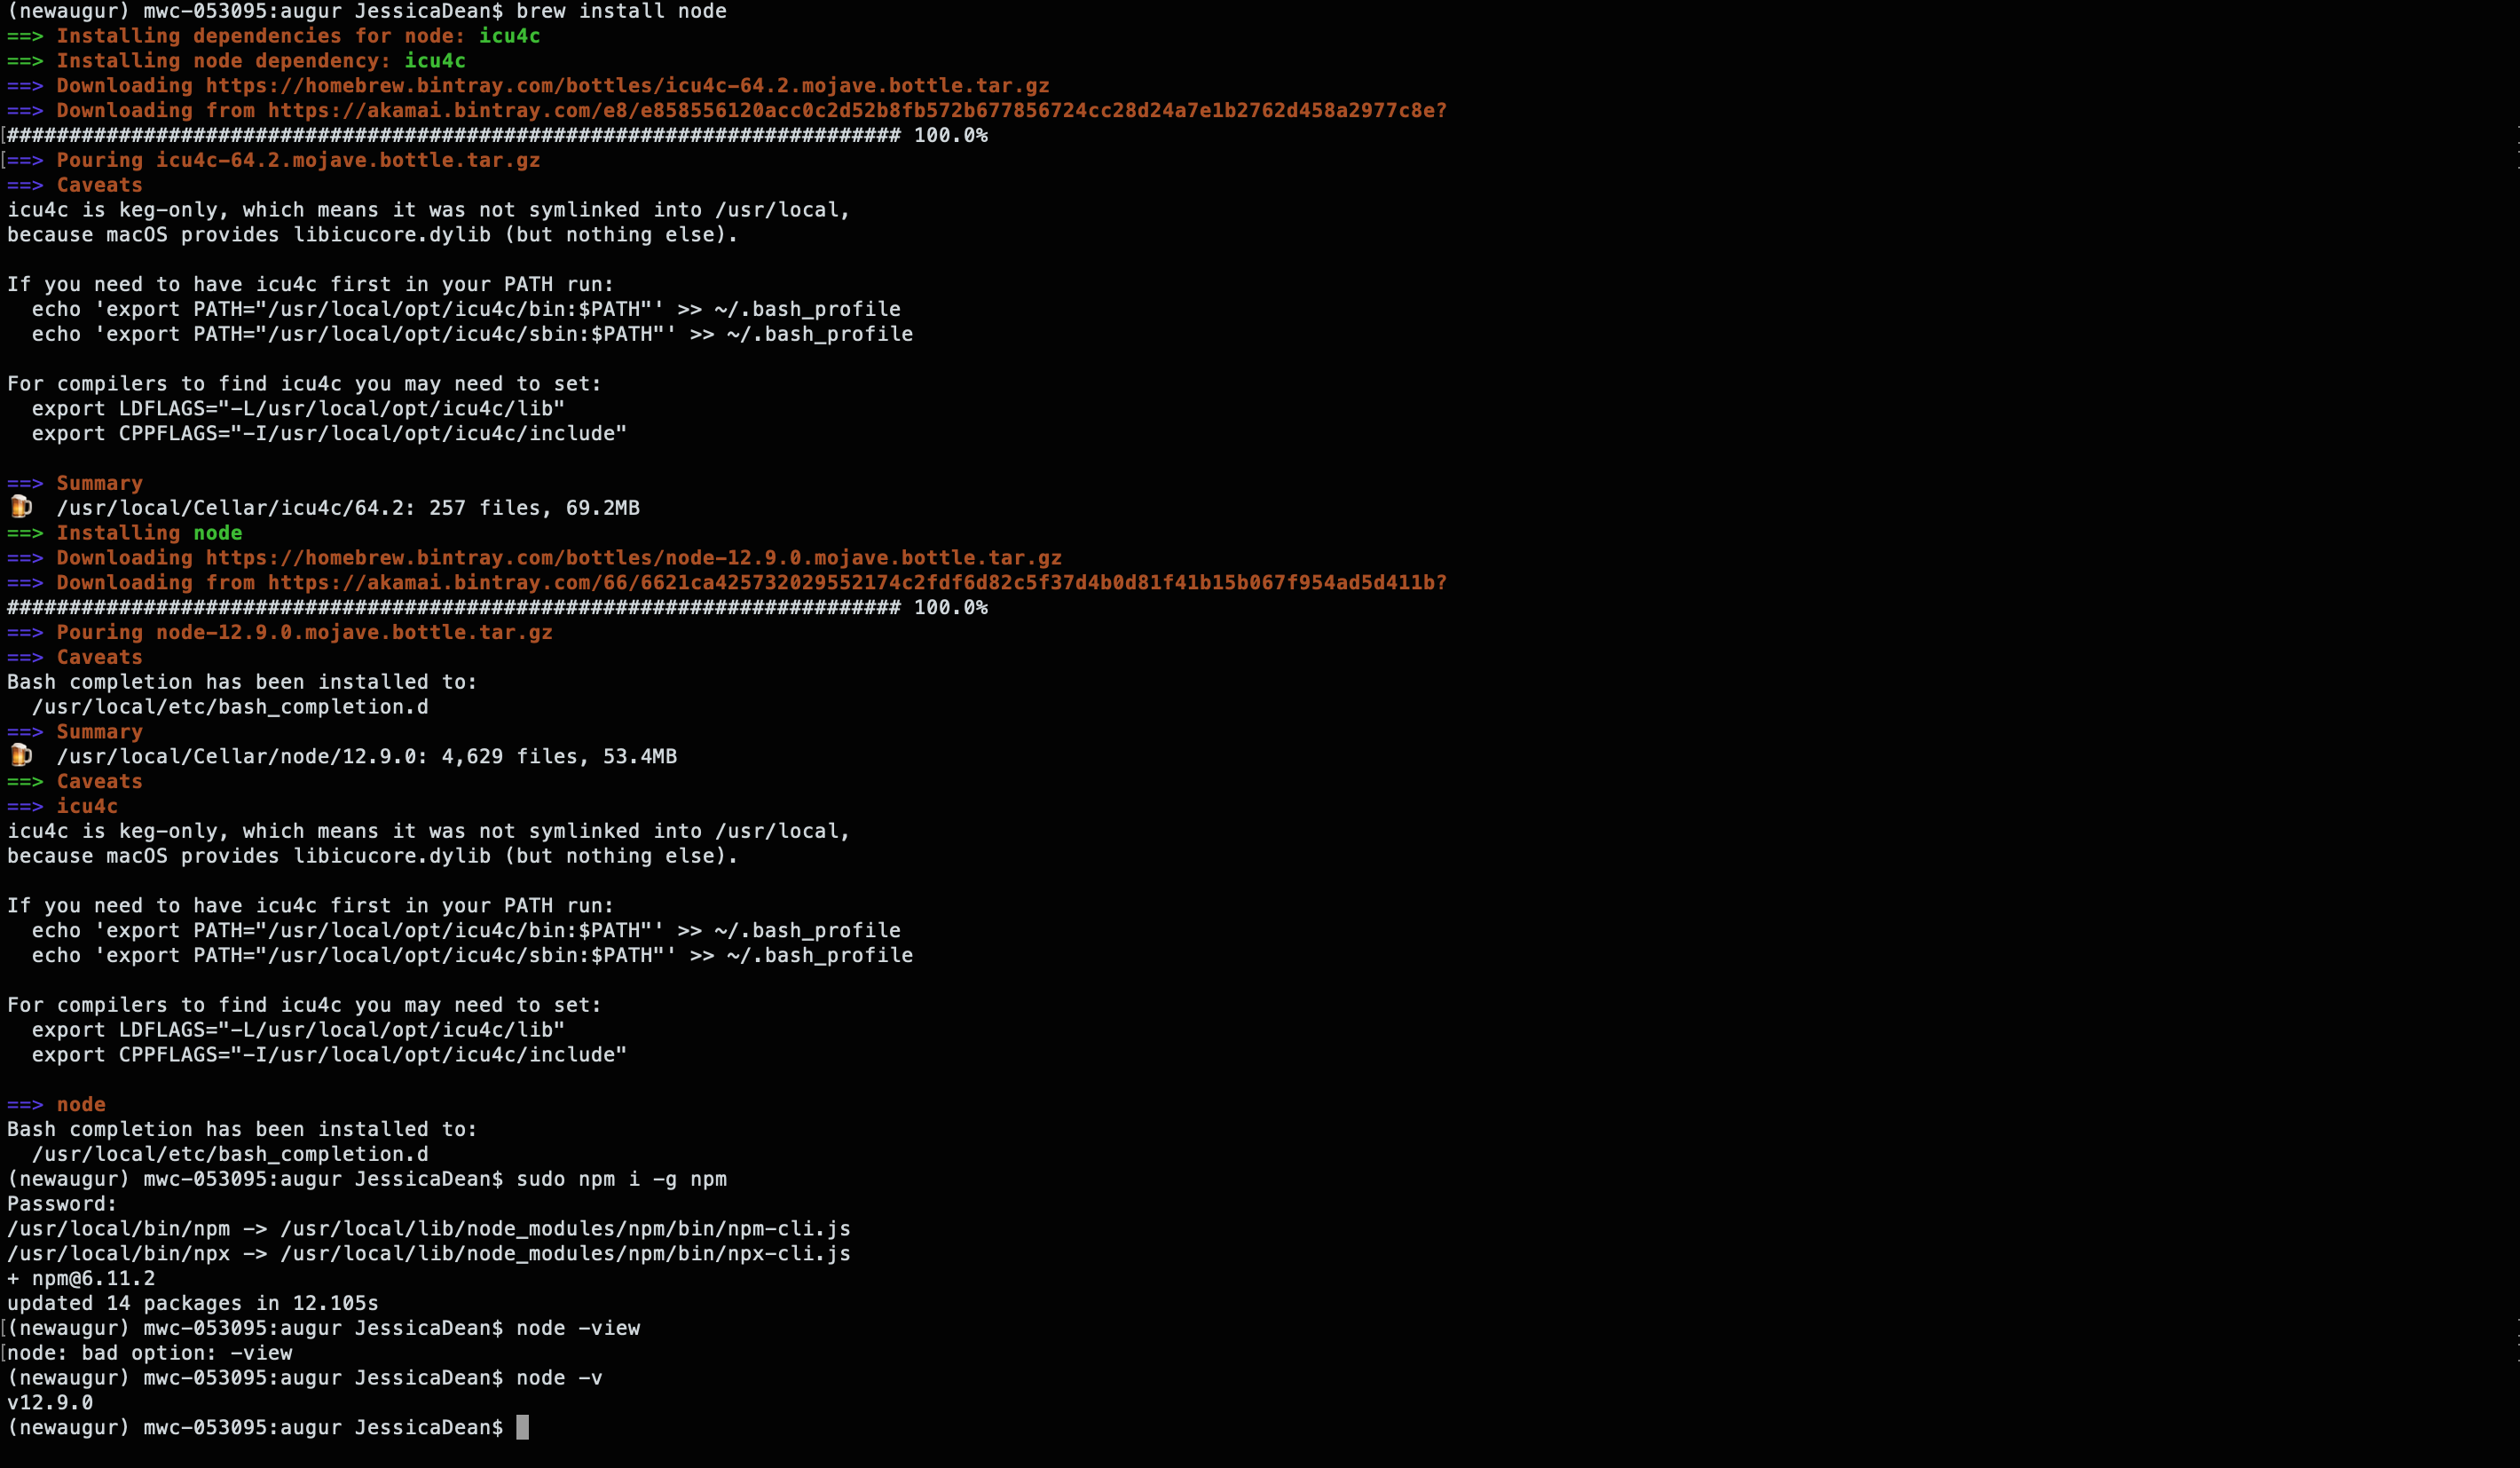 (newaugur) mwc-053095:augur JessicaDean$ brew install node
==> Installing dependencies for node: icu4c
==> Installing node dependency: icu4c
==> Downloading https://homebrew.bintray.com/bottles/icu4c-64.2.mojave.bottle.tar.gz
==> Downloading from https://akamai.bintray.com/e8/e858556120acc0c2d52b8fb572b677856724cc28d24a7e1b2762d458a2977c8e?
######################################################################## 100.0%
==> Pouring icu4c-64.2.mojave.bottle.tar.gz
==> Caveats
icu4c is keg-only, which means it was not symlinked into /usr/local,
because macOS provides libicucore.dylib (but nothing else).

If you need to have icu4c first in your PATH run:
  echo 'export PATH="/usr/local/opt/icu4c/bin:$PATH"' >> ~/.bash_profile
  echo 'export PATH="/usr/local/opt/icu4c/sbin:$PATH"' >> ~/.bash_profile

For compilers to find icu4c you may need to set:
  export LDFLAGS="-L/usr/local/opt/icu4c/lib"
  export CPPFLAGS="-I/usr/local/opt/icu4c/include"

==> Summary
🍺  /usr/local/Cellar/icu4c/64.2: 257 files, 69.2MB
==> Installing node
==> Downloading https://homebrew.bintray.com/bottles/node-12.9.0.mojave.bottle.tar.gz
==> Downloading from https://akamai.bintray.com/66/6621ca425732029552174c2fdf6d82c5f37d4b0d81f41b15b067f954ad5d411b?
######################################################################## 100.0%
==> Pouring node-12.9.0.mojave.bottle.tar.gz
==> Caveats
Bash completion has been installed to:
  /usr/local/etc/bash_completion.d
==> Summary
🍺  /usr/local/Cellar/node/12.9.0: 4,629 files, 53.4MB
==> Caveats
==> icu4c
icu4c is keg-only, which means it was not symlinked into /usr/local,
because macOS provides libicucore.dylib (but nothing else).

If you need to have icu4c first in your PATH run:
  echo 'export PATH="/usr/local/opt/icu4c/bin:$PATH"' >> ~/.bash_profile
  echo 'export PATH="/usr/local/opt/icu4c/sbin:$PATH"' >> ~/.bash_profile

For compilers to find icu4c you may need to set:
  export LDFLAGS="-L/usr/local/opt/icu4c/lib"
  export CPPFLAGS="-I/usr/local/opt/icu4c/include"

==> node
Bash completion has been installed to:
  /usr/local/etc/bash_completion.d
(newaugur) mwc-053095:augur JessicaDean$ sudo npm i -g npm
Password:
/usr/local/bin/npm -> /usr/local/lib/node_modules/npm/bin/npm-cli.js
/usr/local/bin/npx -> /usr/local/lib/node_modules/npm/bin/npx-cli.js
+ npm@6.11.2
updated 14 packages in 12.105s
(newaugur) mwc-053095:augur JessicaDean$ node -view
node: bad option: -view
(newaugur) mwc-053095:augur JessicaDean$ node -v
v12.9.0
(newaugur) mwc-053095:augur JessicaDean$